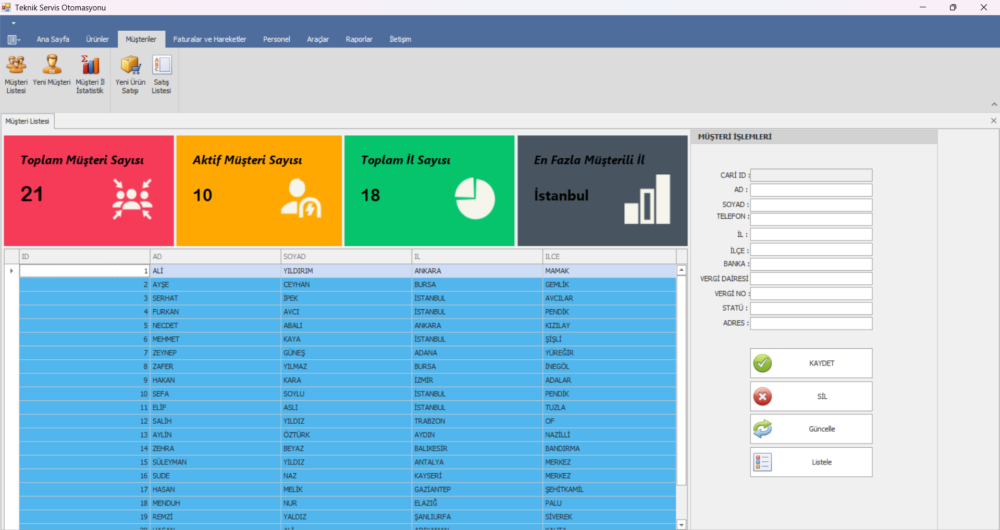 Teknik Servis Otomasyonu
Ana Sayfa Ürünler Müşteriler Faturalar ve Hareketler Personel Araçlar Raporlar İletişim
Müşteri Listesi
Yeni Müşteri
Müşteri İl İstatistik
Yeni Ürün Satışı
Satış Listesi
Müşteri Listesi
Toplam Müşteri Sayısı
21
Aktif Müşteri Sayısı
10
Toplam İl Sayısı
18
En Fazla Müşterili İl
İstanbul
ID AD SOYAD IL ILCE
1 ALİ YILDIRIM ANKARA MAMAK
2 AYŞE CEYHAN BURSA GEMLİK
3 SERHAT İPEK İSTANBUL AVCILAR
4 FURKAN AVCI İSTANBUL PENDİK
5 NECDET ABALI ANKARA KIZILAY
6 MEHMET KAYA İSTANBUL ŞİŞLİ
7 ZEYNEP GÜNEŞ ADANA YÜREĞİR
8 ZAFER YILMAZ BURSA İNEGÖL
9 HAKAN KARA İZMİR ADALAR
10 SEFA SOYLU İSTANBUL PENDİK
11 ELİF ASLI İSTANBUL TUZLA
12 SALİH YILDIZ TRABZON OF
13 AYLİN ÖZTÜRK AYDIN NAZİLLİ
14 ZEHRA BEYAZ BALIKESİR BANDIRMA
15 SÜLEYMAN YILDIZ ANTALYA MERKEZ
16 SUDE NAZ KAYSERİ MERKEZ
17 HASAN MELİK GAZİANTEP ŞEHİTKAMİL
18 MENDUH NUR ELAZIĞ PALU
19 REMZİ YALDIZ ŞANLIURFA SİVEREK
MÜŞTERİ İŞLEMLERİ
CARİ ID :
AD :
SOYAD :
TELEFON :
İL :
İLÇE :
BANKA :
VERGİ DAİRESİ
VERGİ NO :
STATÜ :
ADRES :
KAYDET
SİL
Güncelle
Listele